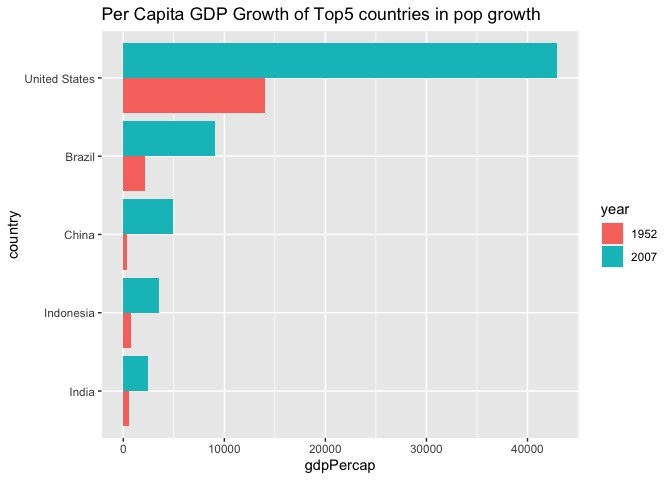 Per Capita GDP Growth of Top5 countries in pop growth
country
United States
Brazil
China
Indonesia
India
0 10000 20000 30000 40000
gdpPercap
year
1952
2007